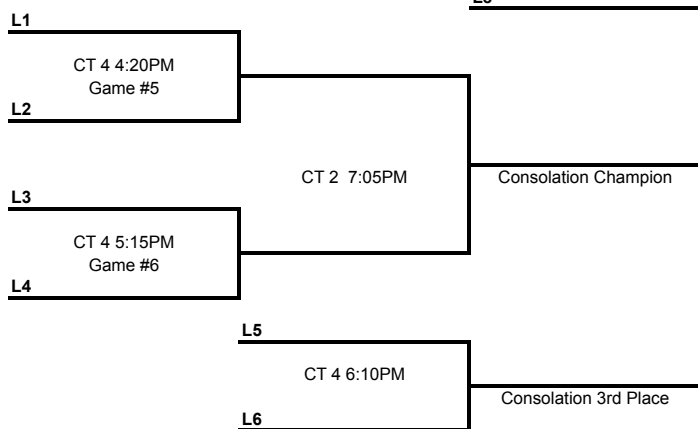 L1
CT 4 4:20PM
Game #5
L2
CT 2 7:05PM
Consolation Champion
L3
CT 4 5:15PM
Game #6
L4
L5
CT 4 6:10PM
Consolation 3rd Place
L6